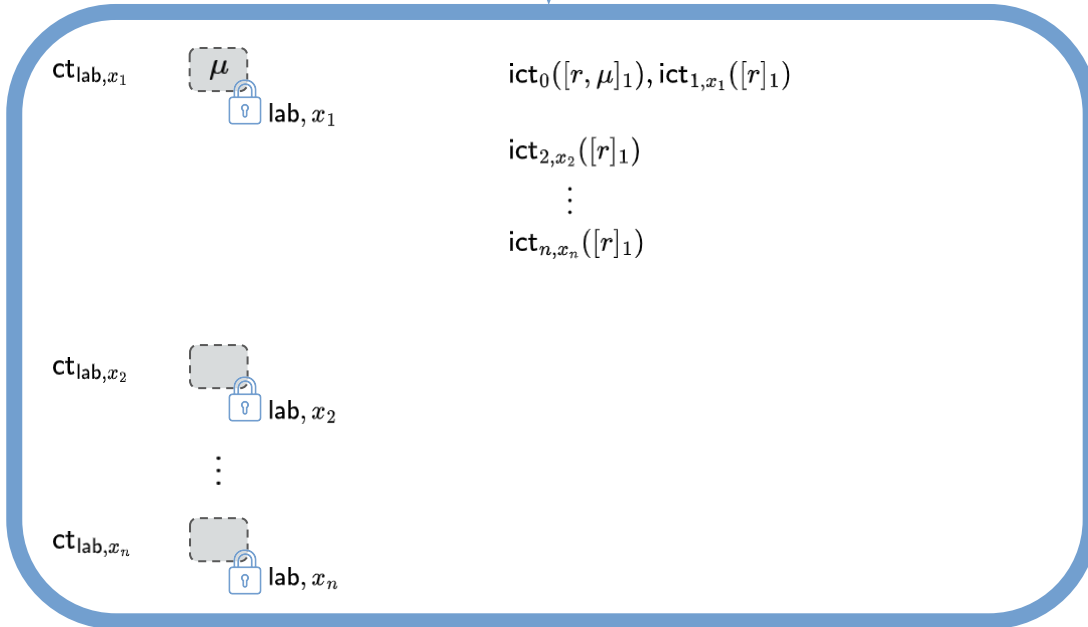 ct_{lab,x_1} μ ict_0([r, μ]_1), ict_{1,x_1}([r]_1)
lab, x_1
ict_{2,x_2}([r]_1)
⋮
ict_{n,x_n}([r]_1)
ct_{lab,x_2}
lab, x_2
⋮
ct_{lab,x_n}
lab, x_n